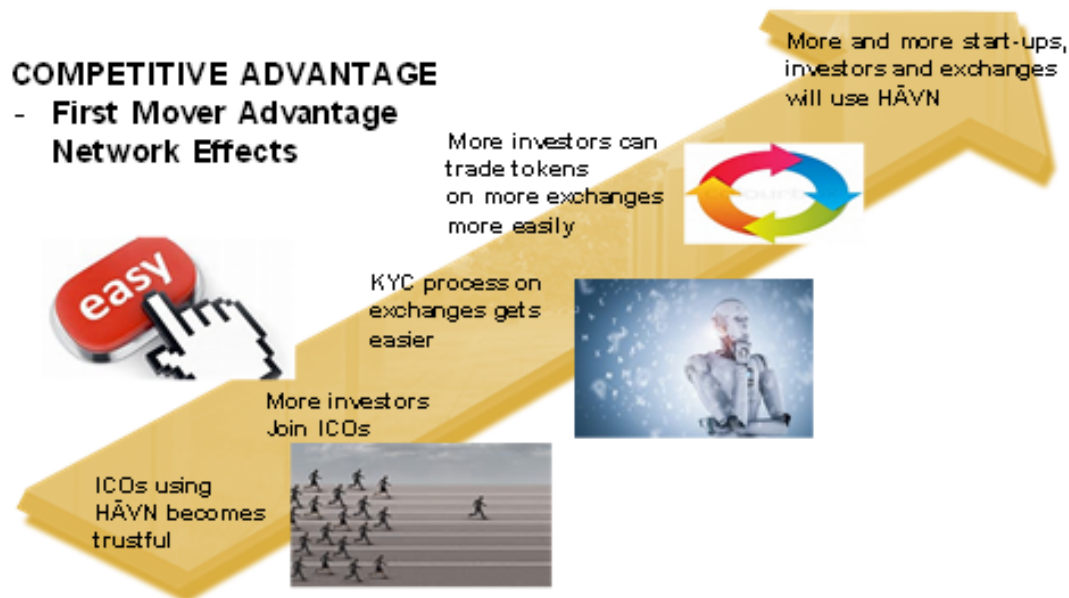 COMPETITIVE ADVANTAGE
- First Mover Advantage
Network Effects
easy
More and more start-ups,
investors and exchanges
will use HĀVN
More investors can
trade tokens
on more exchanges
more easily
KYC process on
exchanges gets
easier
More investors
Join ICOs
ICOs using
HĀVN becomes
trustful